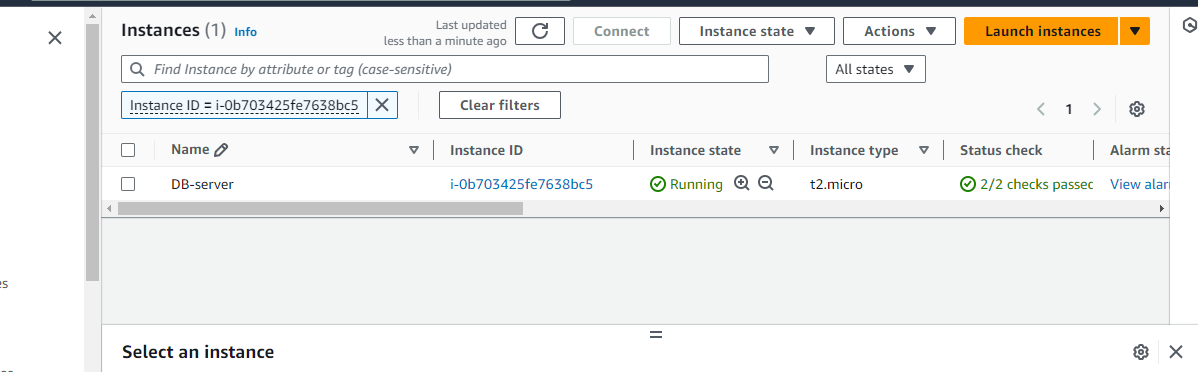 Instances (1) Info
Last updated
less than a minute ago
Connect
Instance state
Actions
Launch instances
Find Instance by attribute or tag (case-sensitive)
All states
Instance ID = i-0b703425fe7638bc5
Clear filters
1
Name
Instance ID
Instance state
Instance type
Status check
Alarm sta
DB-server
i-0b703425fe7638bc5
Running
t2.micro
2/2 checks passec
View alar
es
Select an instance